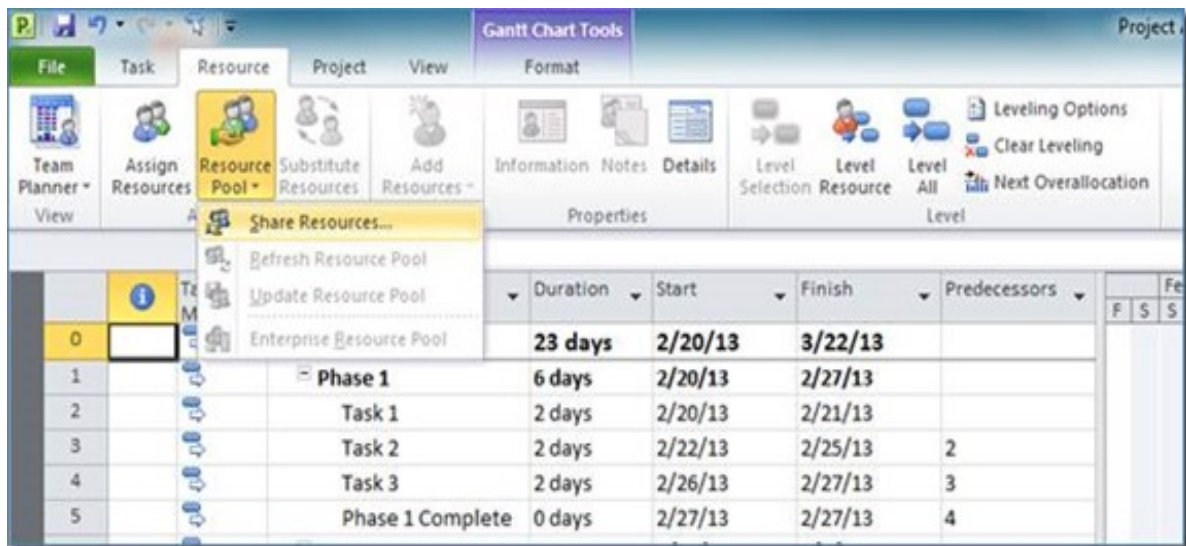 Gantt Chart Tools Project
File Task Resource Project View Format
Team Planner Assign Resources Resource Pool Substitute Resources Add Resources Information Notes Details Level Selection Level Resource Level All Leveling Options
Clear Leveling
Next Overallocation
View A Properties Level
Share Resources...
Refresh Resource Pool
Update Resource Pool
Enterprise Resource Pool
Duration Start Finish Predecessors Fe
M F S S
0 23 days 2/20/13 3/22/13
1 Phase 1 6 days 2/20/13 2/27/13
2 Task 1 2 days 2/20/13 2/21/13
3 Task 2 2 days 2/22/13 2/25/13 2
4 Task 3 2 days 2/26/13 2/27/13 3
5 Phase 1 Complete 0 days 2/27/13 2/27/13 4